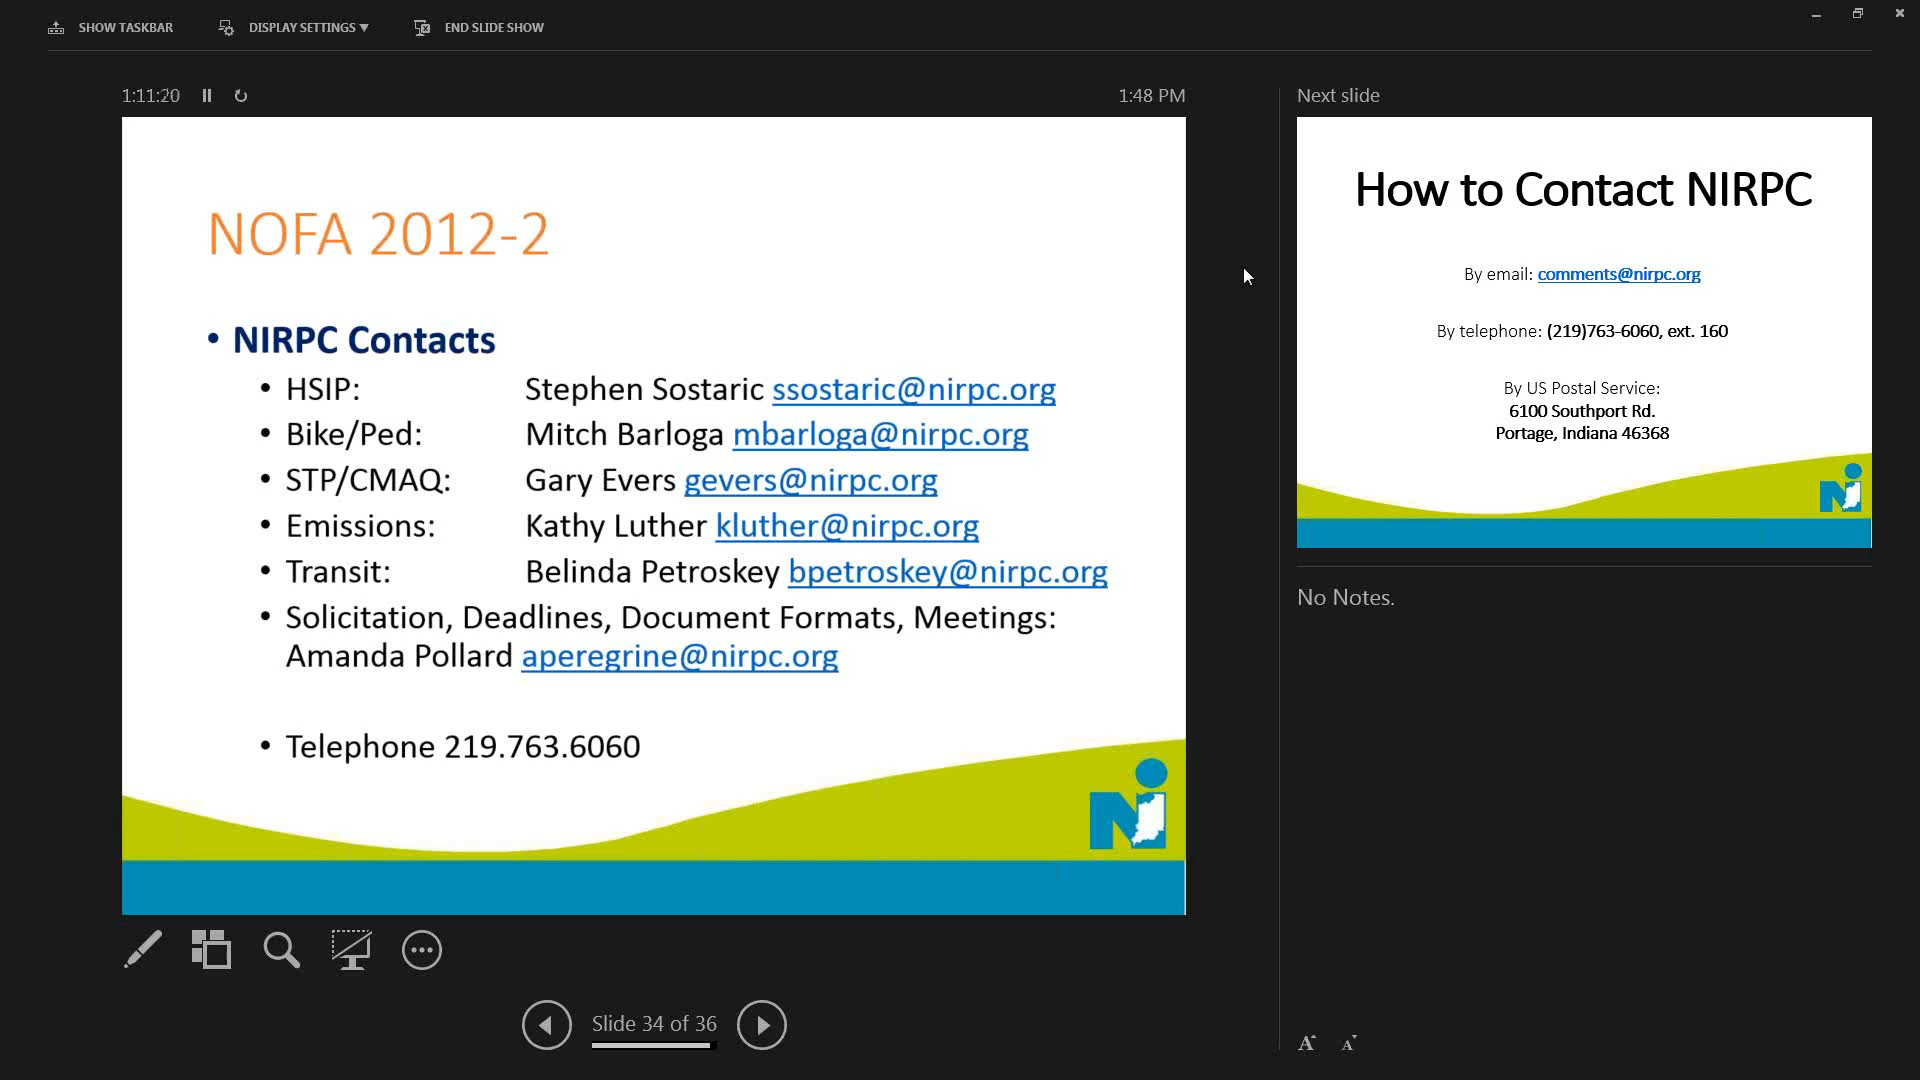 SHOW TASKBAR DISPLAY SETTINGS ▼ END SLIDE SHOW
1:11:20 1:48 PM
NOFA 2012-2
• NIRPC Contacts
• HSIP: Stephen Sostaric ssostaric@nirpc.org
• Bike/Ped: Mitch Barloga mbarloga@nirpc.org
• STP/CMAQ: Gary Evers gevers@nirpc.org
• Emissions: Kathy Luther kluther@nirpc.org
• Transit: Belinda Petroskey bpetroskey@nirpc.org
• Solicitation, Deadlines, Document Formats, Meetings:
Amanda Pollard aperegrine@nirpc.org
• Telephone 219.763.6060
Slide 34 of 36
Next slide
How to Contact NIRPC
By email: comments@nirpc.org
By telephone: (219)763-6060, ext. 160
By US Postal Service:
6100 Southport Rd.
Portage, Indiana 46368
No Notes.
A A